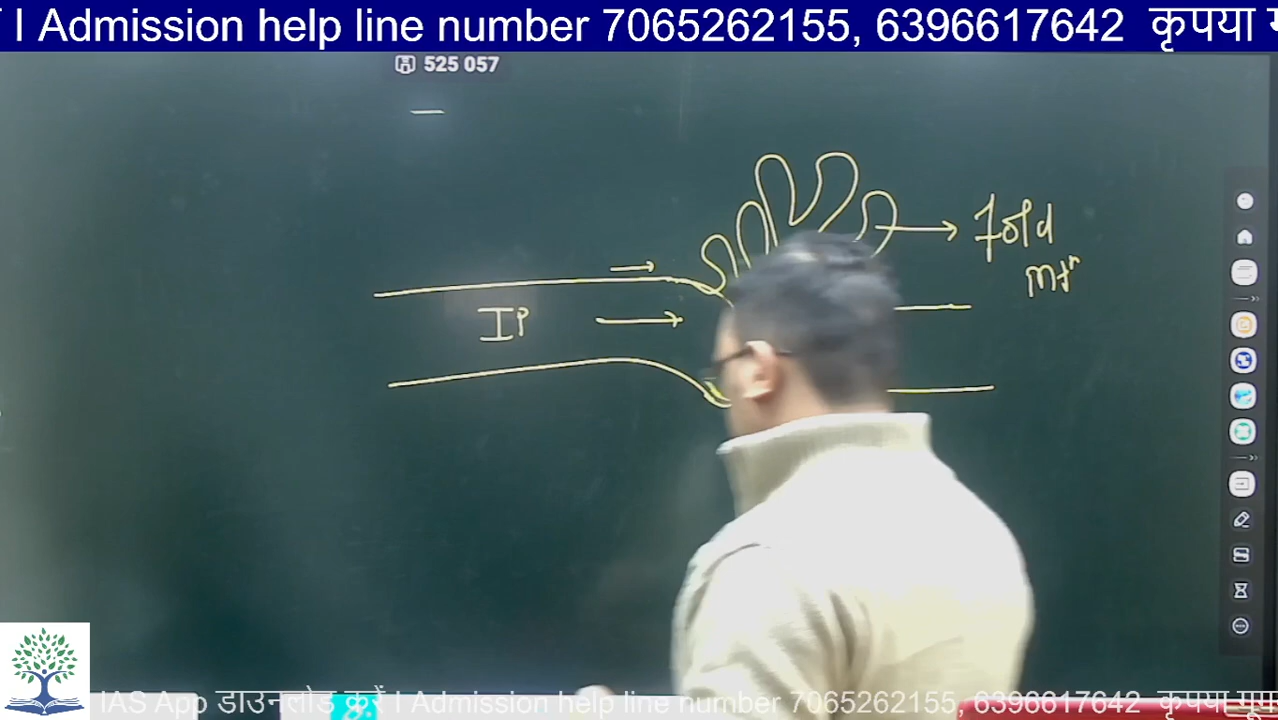 I Admission help line number 7065262155, 6396617642 कृपया
525 057
Fold
mtn
IP
IAS App डाउनलोड करें I Admission help line number 7065262155, 6396617642 कृपया गूग